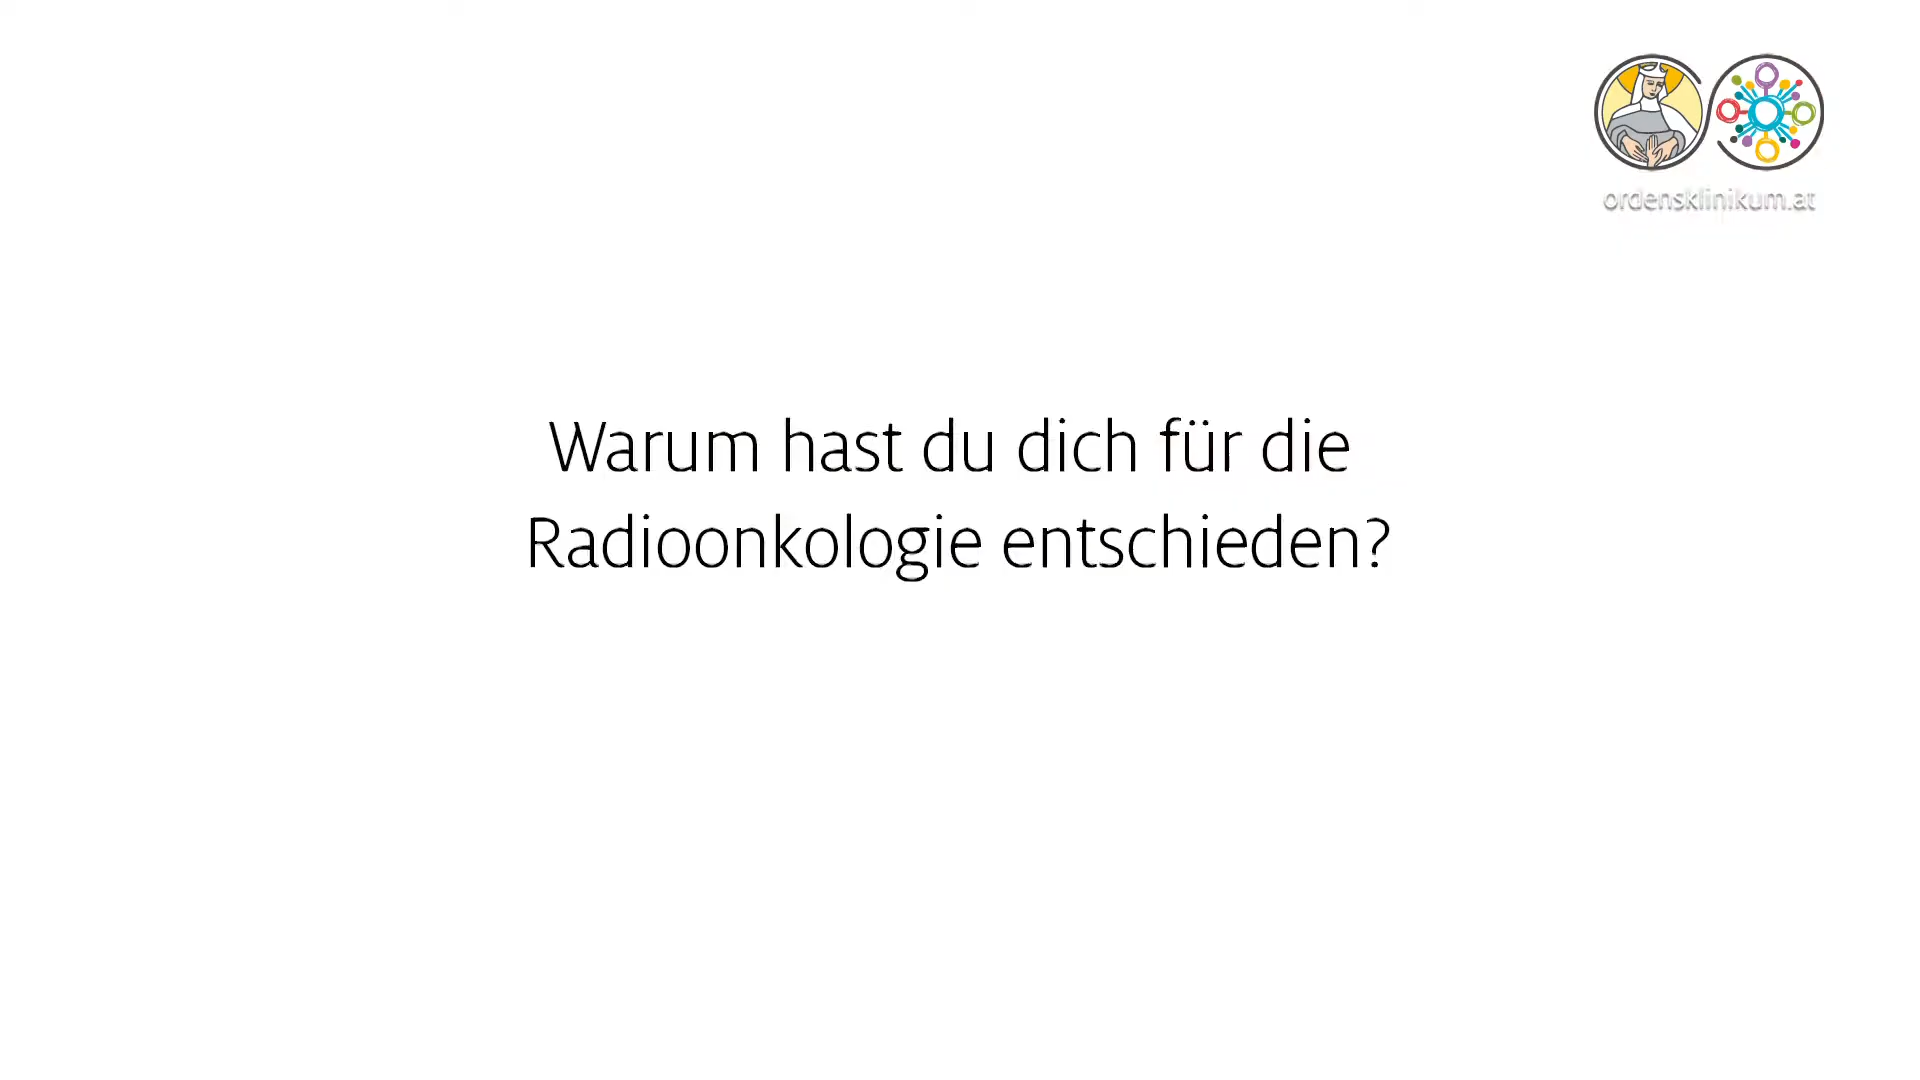 ordensklinikum.at
Warum hast du dich für die
Radioonkologie entschieden?